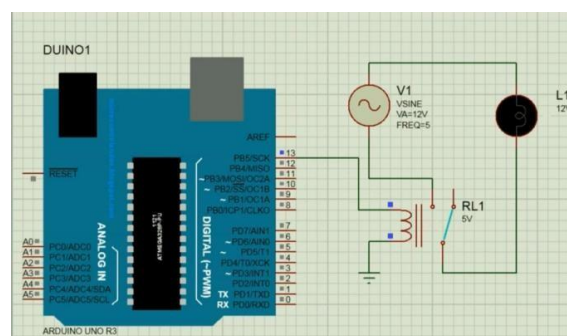 DUINO1
RESET
AREF
PB5/SCK 13
PB4/MISO 12
~ PB3/MOSI/OC2A 11
~ PB2/SS/OC1B 10
~ PB1/OC1A 9
PB0/ICP1/CLKO 8
PD7/AIN1 7
~ PD6/AIN0 6
~ PD5/T1 5
PD4/T0/XCK 4
~ PD3/INT1 3
PD2/INT0 2
TX PD1/TXD 1
RX PD0/RXD 0
DIGITAL (~PWM)
ANALOG IN
A0 PC0/ADC0
A1 PC1/ADC1
A2 PC2/ADC2
A3 PC3/ADC3
A4 PC4/ADC4/SDA
A5 PC5/ADC5/SCL
ARDUINO UNO R3
V1
VSINE
VA=12V
FREQ=5
L1
12V
RL1
5V